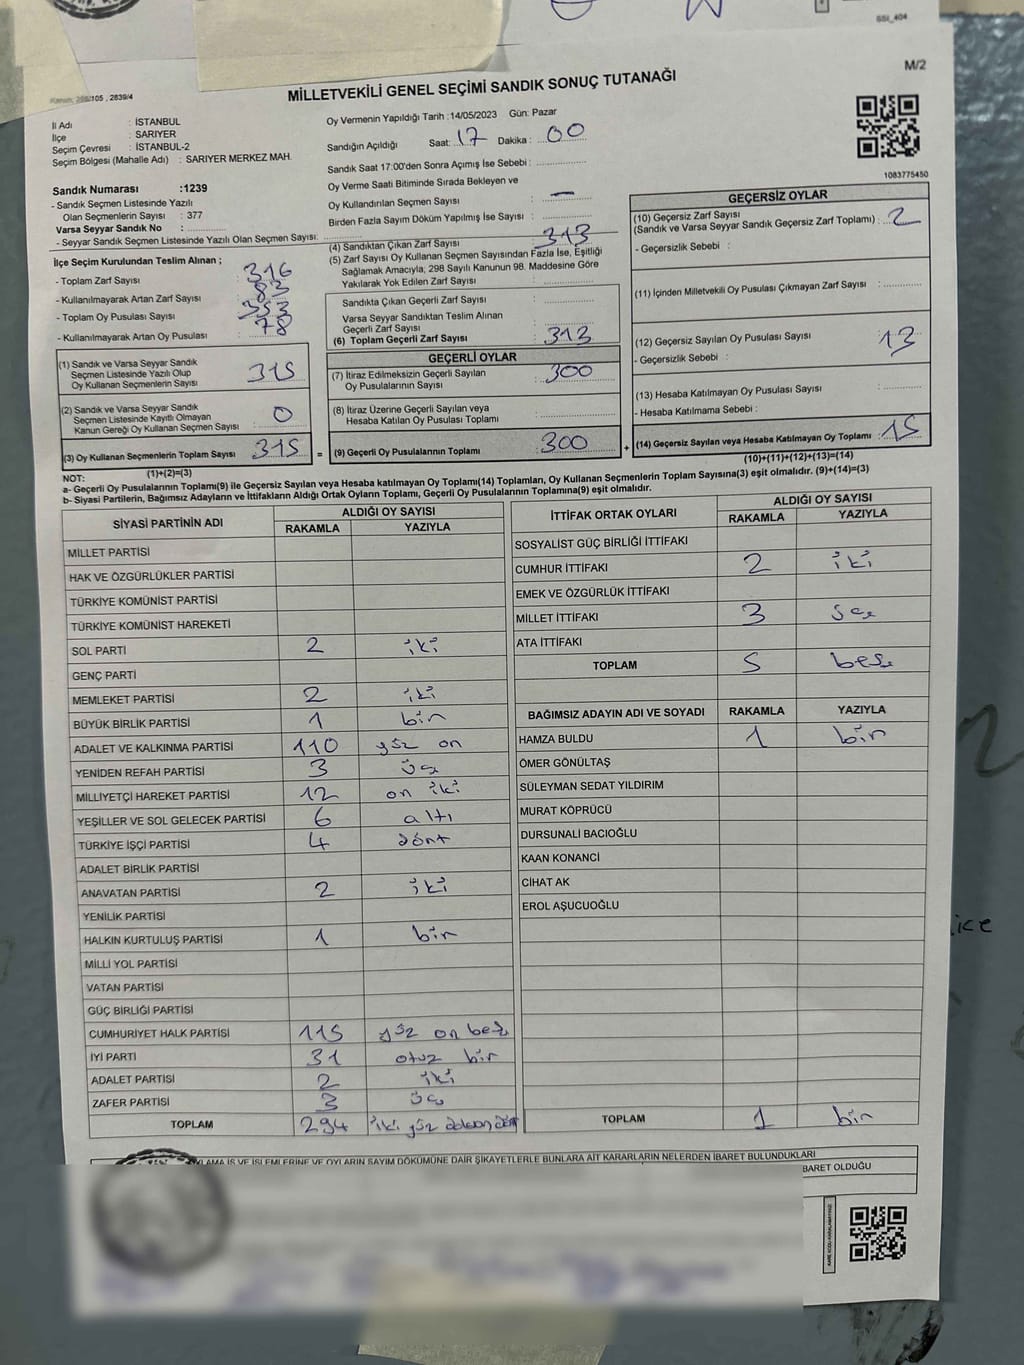 SSI_404
M/2
MİLLETVEKİLİ GENEL SEÇİMİ SANDIK SONUÇ TUTANAĞI
İl Adı : İSTANBUL
İlçe : SARIYER
Seçim Çevresi : İSTANBUL-2
Seçim Bölgesi (Mahalle Adı) : SARIYER MERKEZ MAH.
Oy Vermenin Yapıldığı Tarih :14/05/2023 Gün: Pazar
Sandığın Açıldığı Saat: 17 Dakika : 00
Sandık Saat 17:00'den Sonra Açımış İse Sebebi :
Oy Verme Saati Bitiminde Sırada Bekleyen ve
Oy Kullandırılan Seçmen Sayısı : —
Birden Fazla Sayım Döküm Yapılmış İse Sayısı :
1083775450
Sandık Numarası :1239
- Sandık Seçmen Listesinde Yazılı
Olan Seçmenlerin Sayısı : 377
Varsa Seyyar Sandık No :
- Seyyar Sandık Seçmen Listesinde Yazılı Olan Seçmen Sayısı:
İlçe Seçim Kurulundan Teslim Alınan ;
- Toplam Zarf Sayısı : 316
- Kullanılmayarak Artan Zarf Sayısı : 83
- Toplam Oy Pusulası Sayısı : 353
- Kullanılmayarak Artan Oy Pusulası : 78
(1) Sandık ve Varsa Seyyar Sandık
Seçmen Listesinde Yazılı Olup
Oy Kullanan Seçmenlerin Sayısı : 315
(2) Sandık ve Varsa Seyyar Sandık
Seçmen Listesinde Kayıtlı Olmayan
Kanun Gereği Oy Kullanan Seçmen Sayısı : 0
(3) Oy Kullanan Seçmenlerin Toplam Sayısı : 315
(1)+(2)=(3)
(4) Sandıktan Çıkan Zarf Sayısı : 313
(5) Zarf Sayısı Oy Kullanan Seçmen Sayısından Fazla İse, Eşitliği
Sağlamak Amacıyla, 298 Sayılı Kanunun 98. Maddesine Göre
Yakılarak Yok Edilen Zarf Sayısı :
Sandıkta Çıkan Geçerli Zarf Sayısı :
Varsa Seyyar Sandıktan Teslim Alınan
Geçerli Zarf Sayısı :
(6) Toplam Geçerli Zarf Sayısı : 313
GEÇERLİ OYLAR
(7) İtiraz Edilmeksizin Geçerli Sayılan
Oy Pusulalarının Sayısı : 300
(8) İtiraz Üzerine Geçerli Sayılan veya
Hesaba Katılan Oy Pusulası Toplamı :
= (9) Geçerli Oy Pusulalarının Toplamı : 300 +
GEÇERSİZ OYLAR
(10) Geçersiz Zarf Sayısı
(Sandık ve Varsa Seyyar Sandık Geçersiz Zarf Toplamı) : 2
- Geçersizlik Sebebi :
(11) İçinden Milletvekili Oy Pusulası Çıkmayan Zarf Sayısı :
(12) Geçersiz Sayılan Oy Pusulası Sayısı : 13
- Geçersizlik Sebebi :
(13) Hesaba Katılmayan Oy Pusulası Sayısı :
- Hesaba Katılmama Sebebi :
(14) Geçersiz Sayılan veya Hesaba Katılmayan Oy Toplamı : 15
(10)+(11)+(12)+(13)=(14)
NOT:
a- Geçerli Oy Pusulaları Toplamı(9) ile Geçersiz Sayılan veya Hesaba katılmayan Oy Toplamı(14) Toplamları, Oy Kullanan Seçmenlerin Toplam Sayısına(3) eşit olmalıdır. (9)+(14)=(3)
b- Siyasi Partilerin, Bağımsız Adayların ve İttifakların Aldığı Ortak Oyların Toplamı, Geçerli Oy Pusulalarının Toplamına(9) eşit olmalıdır.
SİYASİ PARTİNİN ADI ALDIĞI OY SAYISI
RAKAMLA YAZIYLA
MİLLET PARTİSİ
HAK VE ÖZGÜRLÜKLER PARTİSİ
TÜRKİYE KOMÜNİST PARTİSİ
TÜRKİYE KOMÜNİST HAREKETİ
SOL PARTİ 2 iki
GENÇ PARTİ
MEMLEKET PARTİSİ 2 iki
BÜYÜK BİRLİK PARTİSİ 1 bir
ADALET VE KALKINMA PARTİSİ 110 yüz on
YENİDEN REFAH PARTİSİ 3 üç
MİLLİYETÇİ HAREKET PARTİSİ 12 on iki
YEŞİLLER VE SOL GELECEK PARTİSİ 6 altı
TÜRKİYE İŞÇİ PARTİSİ 4 dört
ADALET BİRLİK PARTİSİ
ANAVATAN PARTİSİ 2 iki
YENİLİK PARTİSİ
HALKIN KURTULUŞ PARTİSİ 1 bir
MİLLİ YOL PARTİSİ
VATAN PARTİSİ
GÜÇ BİRLİĞİ PARTİSİ
CUMHURİYET HALK PARTİSİ 115 yüz on beş
İYİ PARTİ 31 otuz bir
ADALET PARTİSİ 2 iki
ZAFER PARTİSİ 3 üç
TOPLAM 294 iki yüz doksan dört
İTTİFAK ORTAK OYLARI ALDIĞI OY SAYISI
RAKAMLA YAZIYLA
SOSYALİST GÜÇ BİRLİĞİ İTTİFAKI
CUMHUR İTTİFAKI 2 iki
EMEK VE ÖZGÜRLÜK İTTİFAKI
MİLLET İTTİFAKI 3 üç
ATA İTTİFAKI
TOPLAM 5 beş
BAĞIMSIZ ADAYIN ADI VE SOYADI RAKAMLA YAZIYLA
HAMZA BULDU 1 bir
ÖMER GÖNÜLTAŞ
SÜLEYMAN SEDAT YILDIRIM
MURAT KÖPRÜCÜ
DURSUNALİ BACIOĞLU
KAAN KONANCİ
CİHAT AK
EROL AŞUCUOĞLU
TOPLAM 1 bir
İŞ VE İŞLEMLERİNE VE OYLARIN SAYIM DÖKÜMÜNE DAİR ŞİKAYETLERLE BUNLARA AİT KARARLARIN NELERDEN İBARET BULUNDUKLARI
OLDUĞU